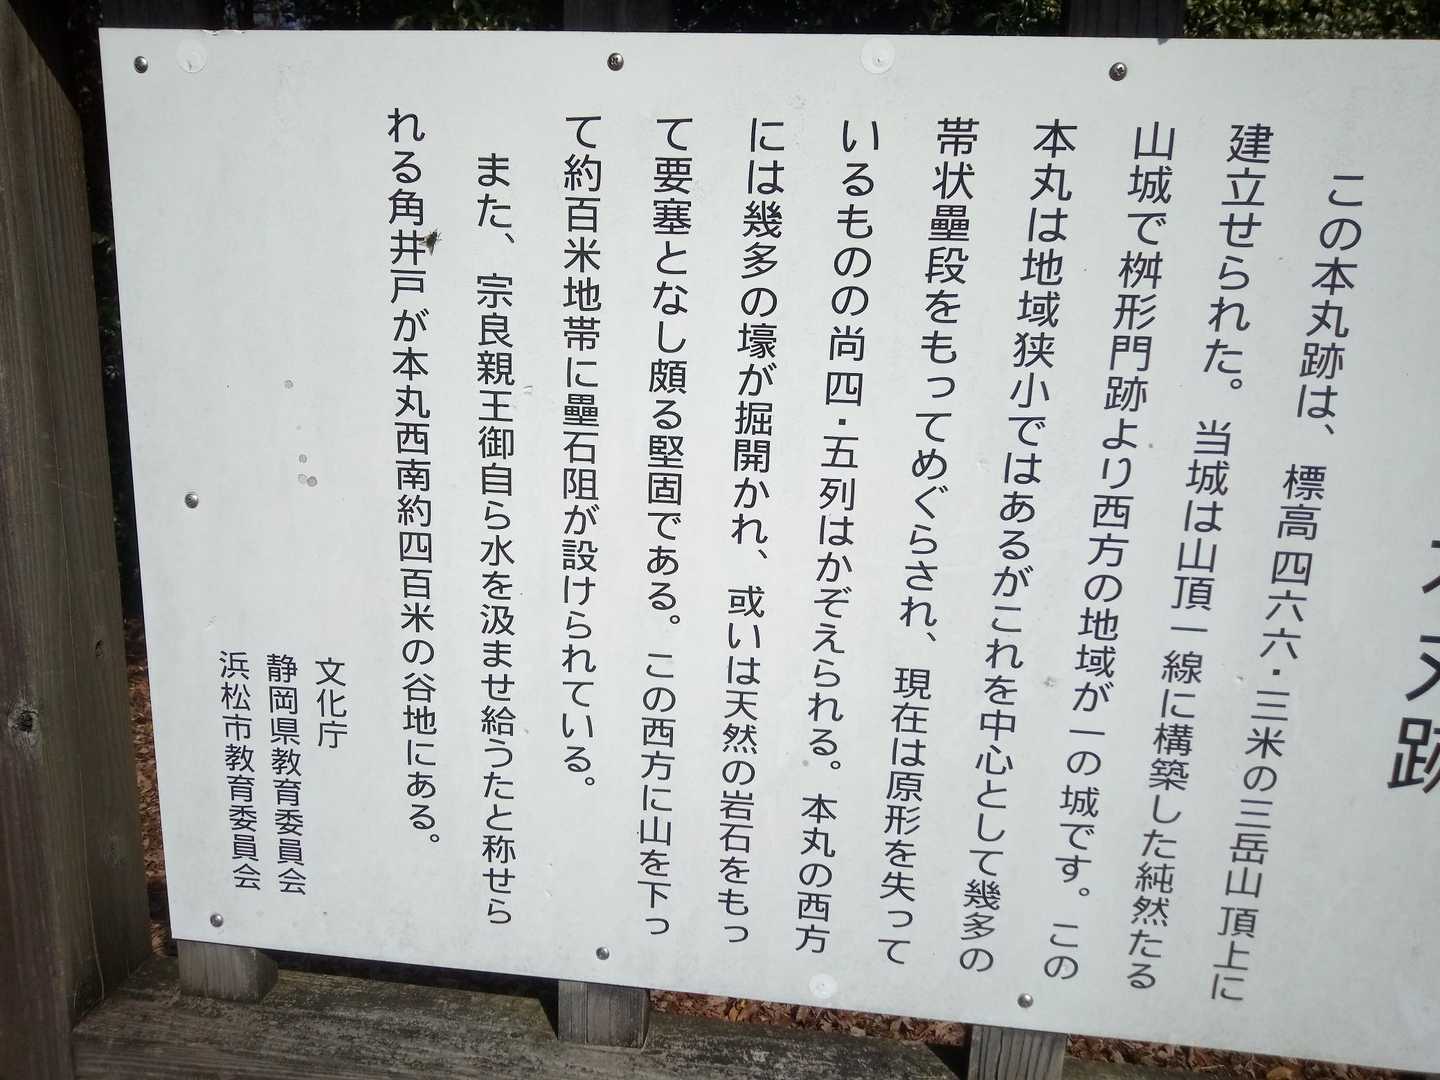 本丸跡
この本丸跡は、標高四六六・三米の三岳山頂上に
建立せられた。当城は山頂一線に構築した純然たる
山城で桝形門跡より西方の地域が一の城です。この
本丸は地域狭小ではあるがこれを中心として幾多の
帯状壘段をもってめぐらされ、現在は原形を失って
いるものの尚四・五列はかぞえられる。本丸の西方
には幾多の壕が掘開かれ、或いは天然の岩石をもっ
て要塞となし頗る堅固である。この西方に山を下っ
て約百米地帯に壘石阻が設けられている。
また、宗良親王御自ら水を汲ませ給うたと称せら
れる角井戸が本丸西南約四百米の谷地にある。
文化庁
静岡県教育委員会
浜松市教育委員会